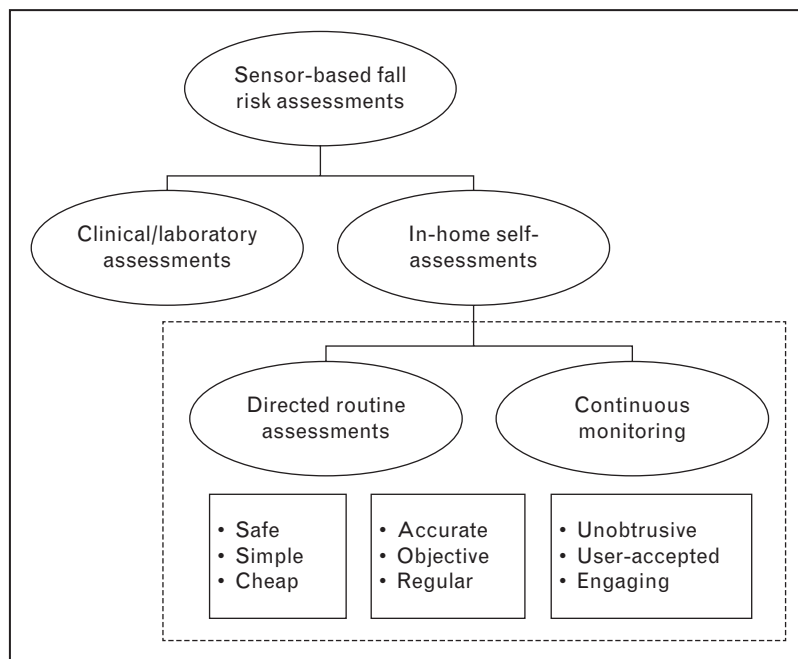 Sensor-based fall
risk assessments
Clinical/laboratory
assessments
In-home self-
assessments
Directed routine
assessments
Continuous
monitoring
• Safe
• Simple
• Cheap
• Accurate
• Objective
• Regular
• Unobtrusive
• User-accepted
• Engaging